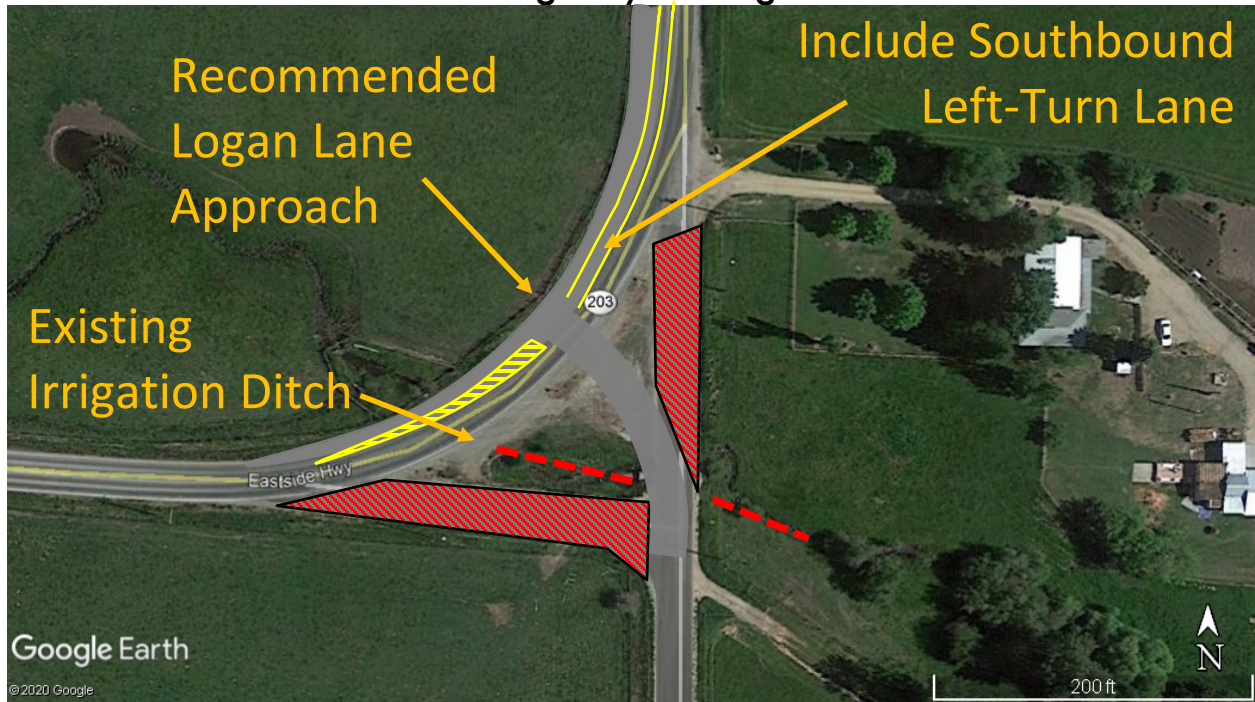 Include Southbound
Left-Turn Lane
Recommended
Logan Lane
Approach
203
Existing
Irrigation Ditch
Eastside Hwy
Google Earth
N
© 2020 Google
200 ft